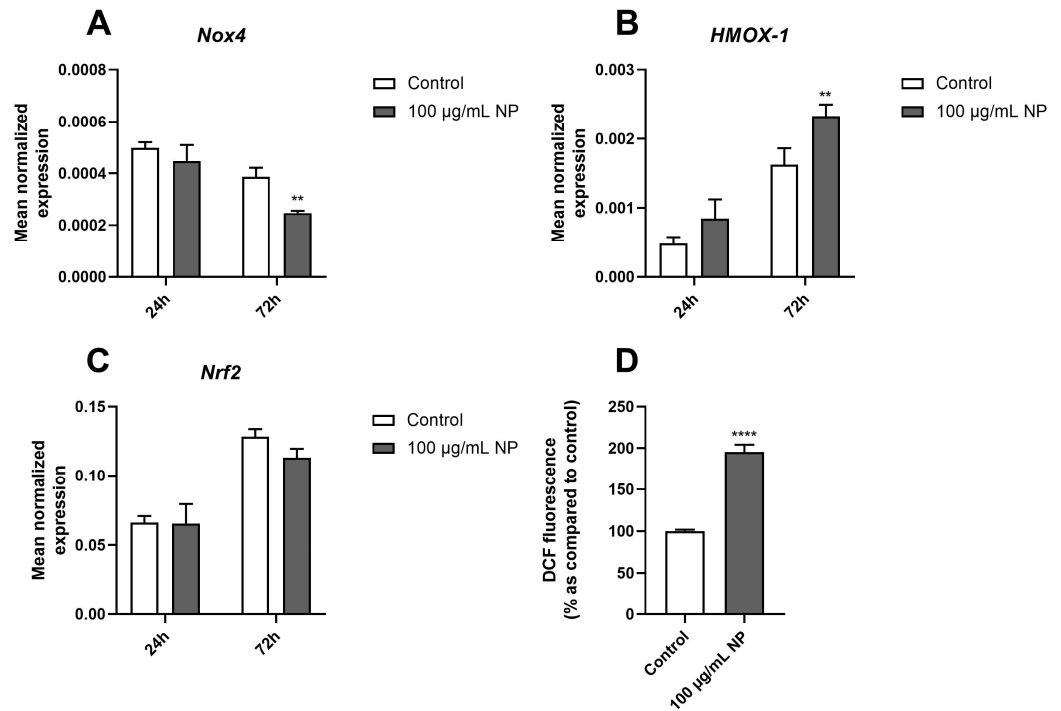 A
Nox4
Mean normalized
expression
0.0008
0.0006
0.0004
0.0002
0.0000
**
24h
72h
Control
100 µg/mL NP
B
HMOX-1
Mean normalized
expression
0.003
0.002
0.001
0.000
**
24h
72h
Control
100 µg/mL NP
C
Nrf2
Mean normalized
expression
0.15
0.10
0.05
0.00
24h
72h
Control
100 µg/mL NP
D
DCF fluorescence
(% as compared to control)
250
200
150
100
50
0
****
Control
100 µg/mL NP